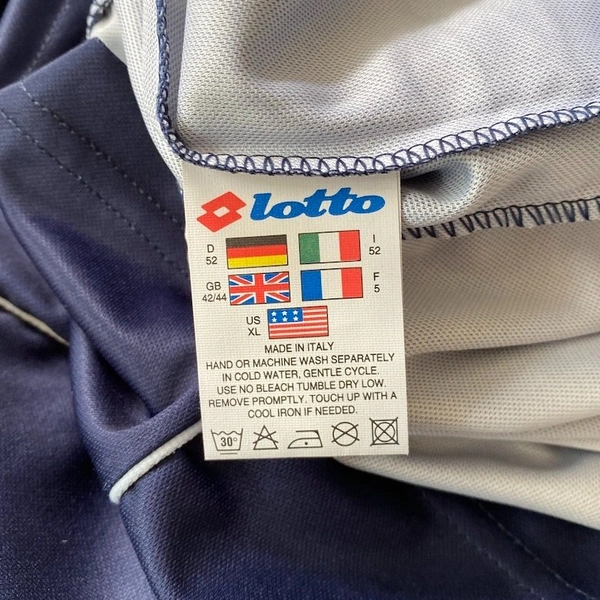 lotto
D 52 I 52
GB 42/44 F 5
US XL
MADE IN ITALY
HAND OR MACHINE WASH SEPARATELY
IN COLD WATER, GENTLE CYCLE.
USE NO BLEACH TUMBLE DRY LOW.
REMOVE PROMPTLY. TOUCH UP WITH A
COOL IRON IF NEEDED.
30°